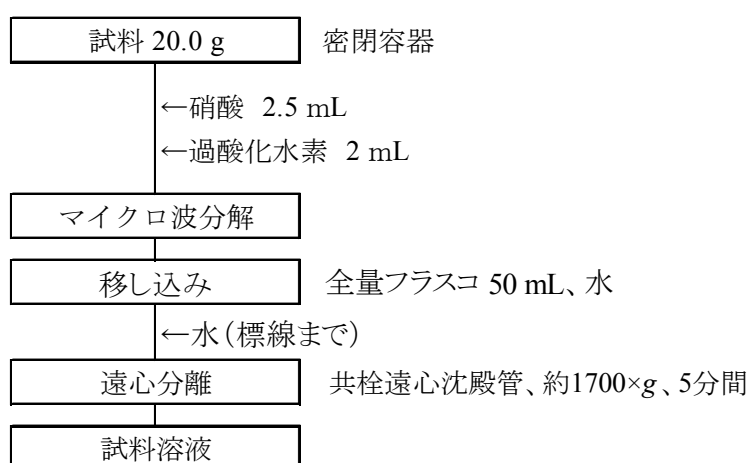 試料 20.0 g 密閉容器
←硝酸 2.5 mL
←過酸化水素 2 mL
マイクロ波分解
移し込み 全量フラスコ 50 mL、水
←水(標線まで)
遠心分離 共栓遠心沈殿管、約1700×g、5分間
試料溶液